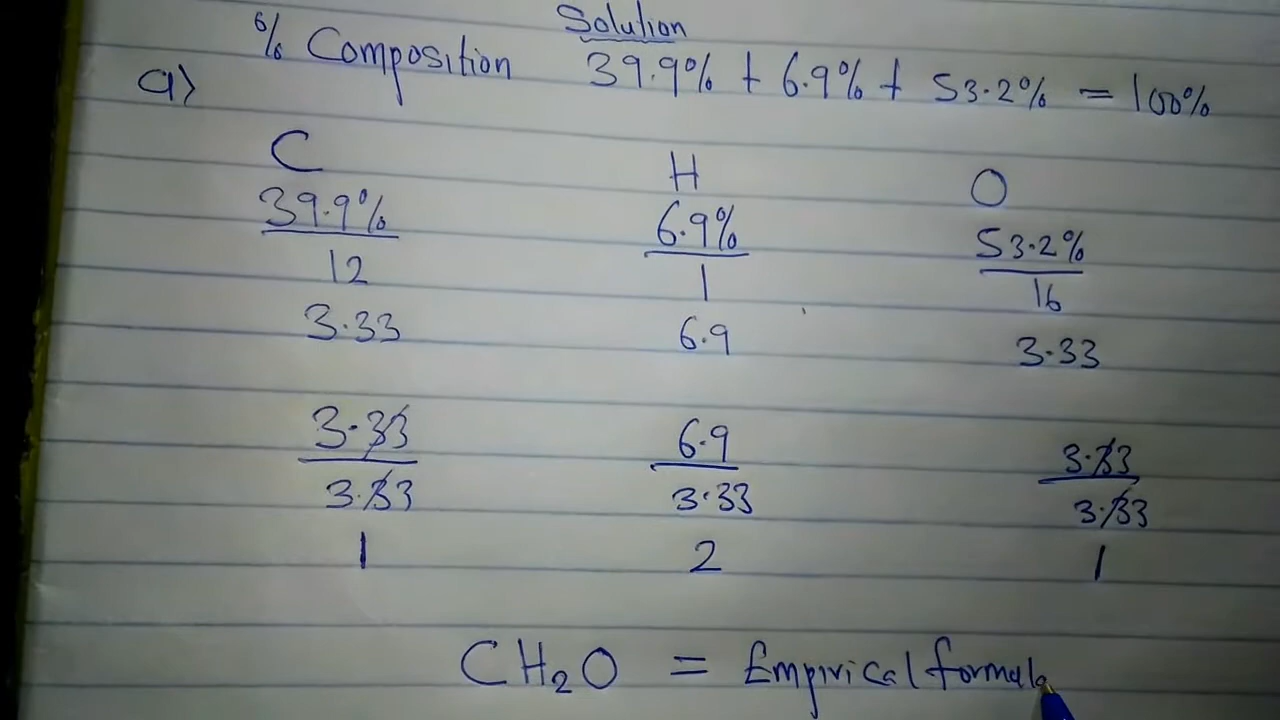 Solution
% Composition 39.9% + 6.9% + 53.2% = 100%
a)
C H O
39.9% 6.9% 53.2%
12 1 16
3.33 6.9 3.33
3.33 6.9 3.33
3.33 3.33 3.33
1 2 1
CH₂O = Empirical formula